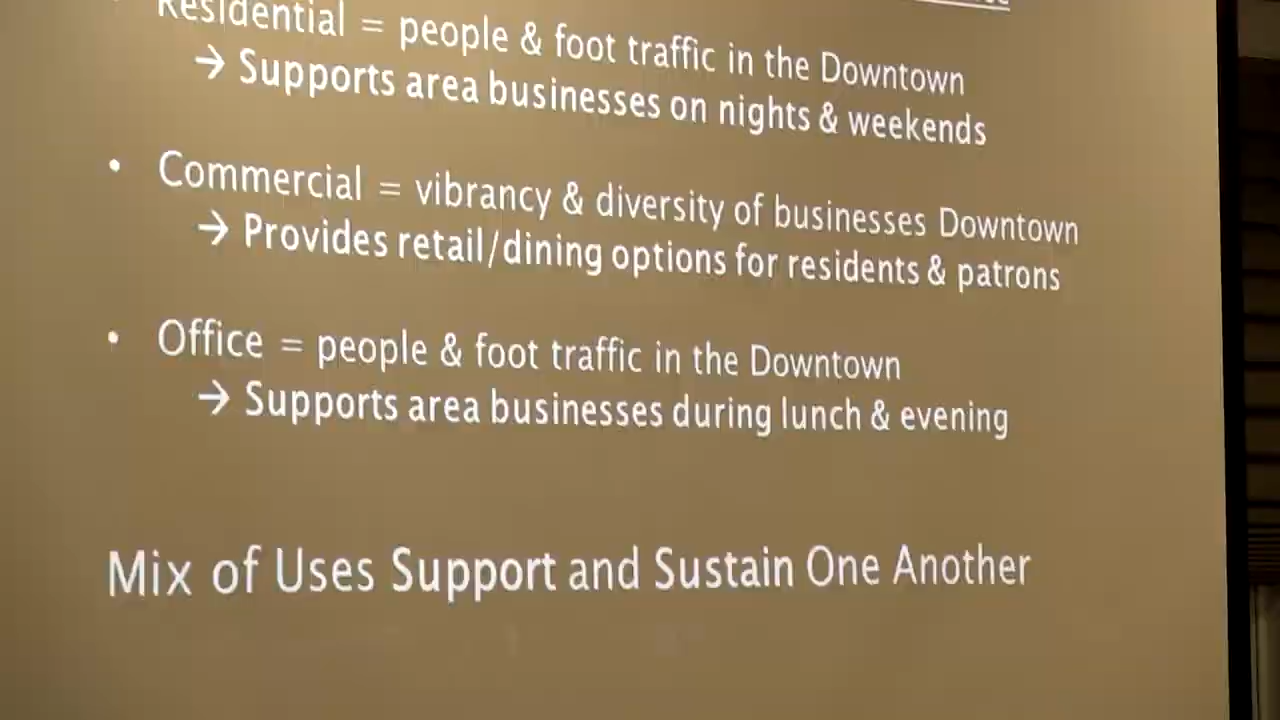 Residential = people & foot traffic in the Downtown
→ Supports area businesses on nights & weekends
• Commercial = vibrancy & diversity of businesses Downtown
→ Provides retail/dining options for residents & patrons
• Office = people & foot traffic in the Downtown
→ Supports area businesses during lunch & evening
Mix of Uses Support and Sustain One Another